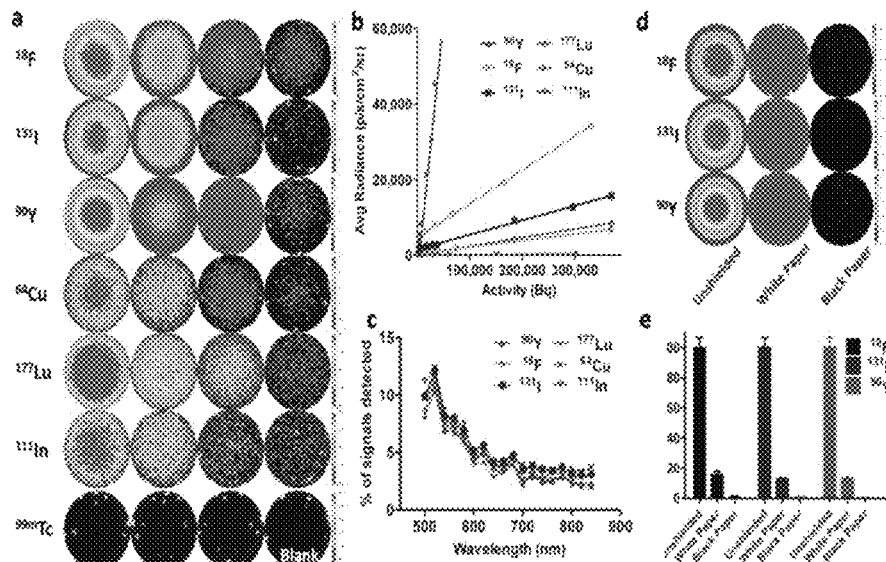 a
18F
131I
90Y
64Cu
177Lu
111In
99mTc
Blank
b
Avg Radiance (p/s/cm²/sr)
60,000
40,000
20,000
0
100,000
200,000
300,000
Activity (Bq)
90Y
177Lu
18F
64Cu
131I
111In
c
% of signals detected
15
10
5
0
500
600
700
800
900
Wavelength (nm)
90Y
177Lu
18F
64Cu
131I
111In
d
18F
131I
90Y
Unshielded
White Paper
Black Paper
e
80
60
40
20
0
18F
131I
90Y
Unshielded
White Paper
Black Paper
Unshielded
White Paper
Black Paper
Unshielded
White Paper
Black Paper